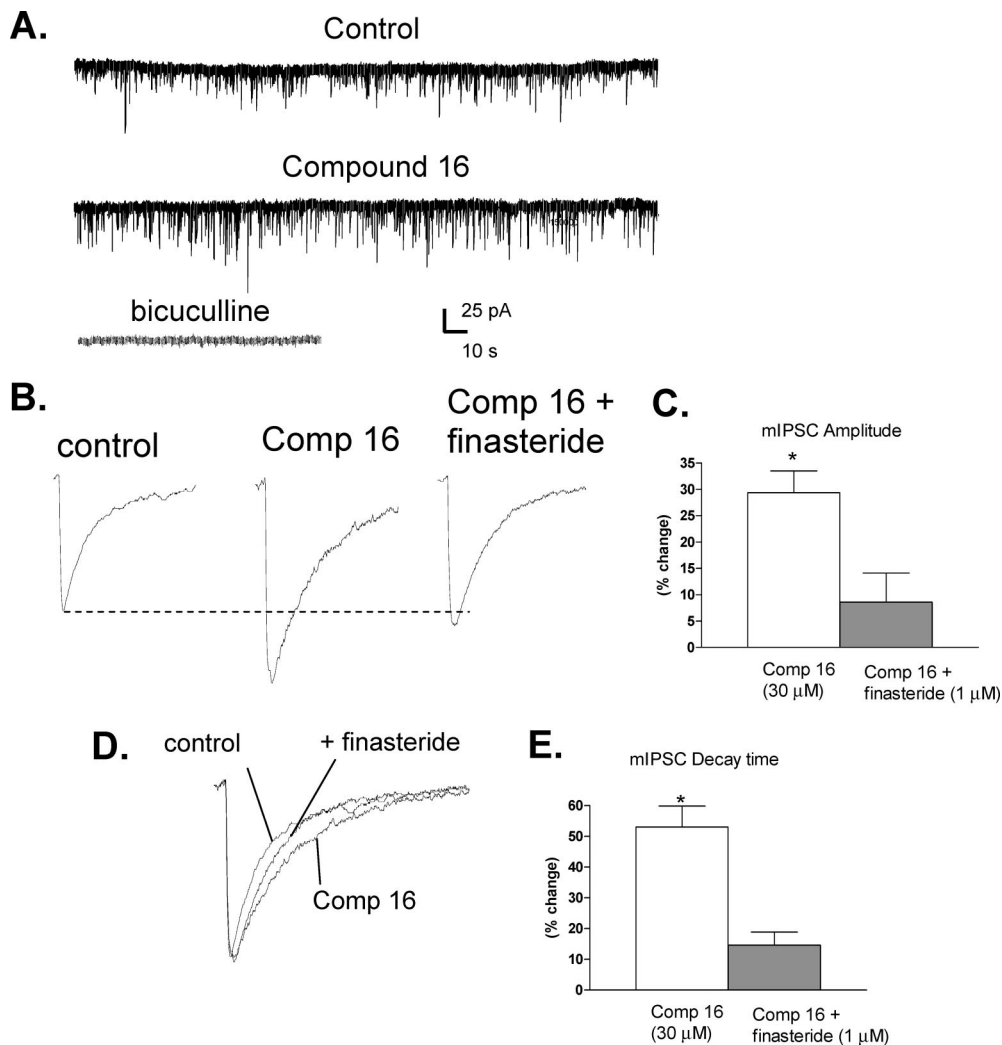 A.
Control
Compound 16
bicuculline
25 pA
10 s
B.
control
Comp 16
Comp 16 +
finasteride
C.
mIPSC Amplitude
*
35
30
25
20
15
10
5
0
(% change)
Comp 16
(30 µM)
Comp 16 +
finasteride (1 µM)
D.
control
+ finasteride
Comp 16
E.
mIPSC Decay time
*
60
50
40
30
20
10
0
(% change)
Comp 16
(30 µM)
Comp 16 +
finasteride (1 µM)